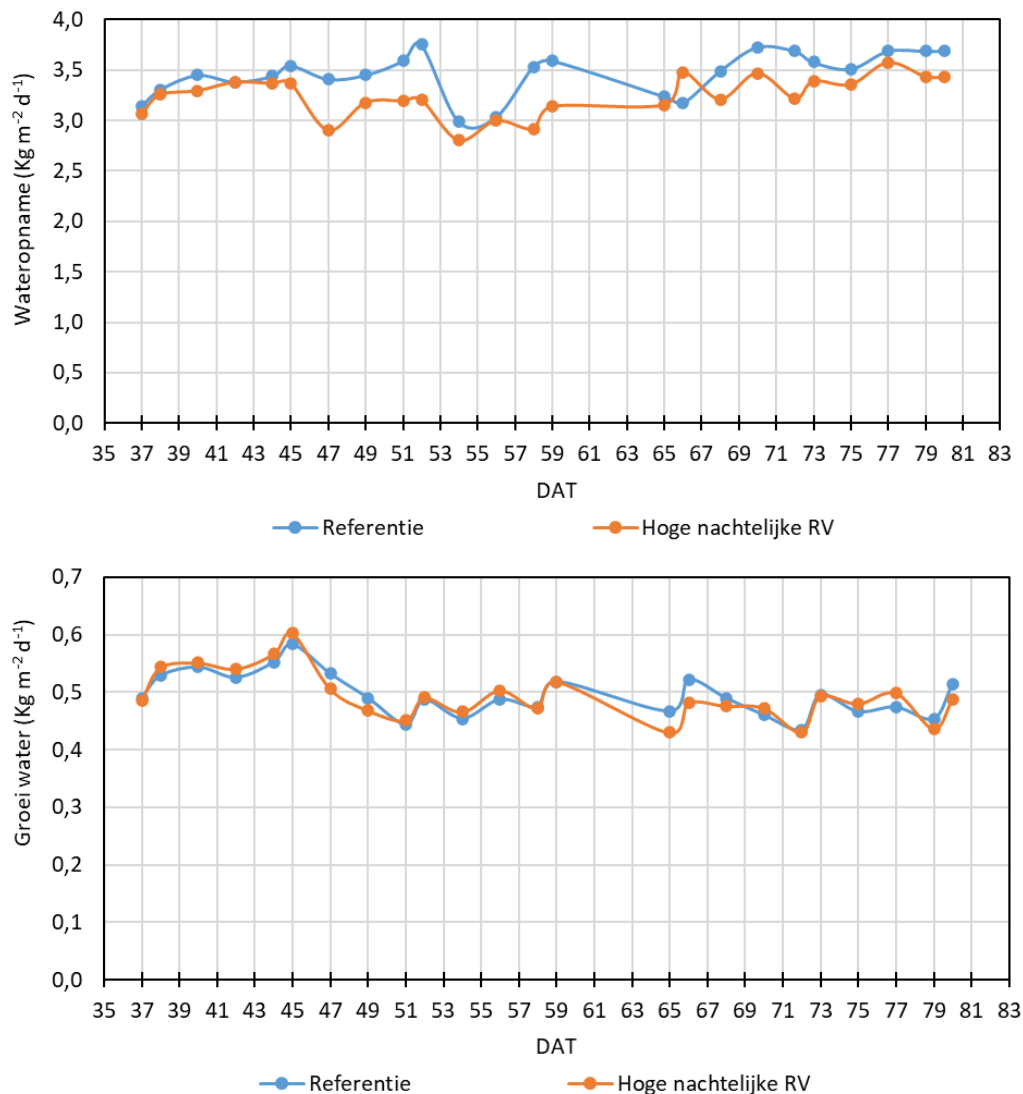 4,0
3,5
3,0
2,5
2,0
1,5
1,0
0,5
0,0
Wateropname (Kg m⁻² d⁻¹)
35 37 39 41 43 45 47 49 51 53 55 57 59 61 63 65 67 69 71 73 75 77 79 81 83
DAT
Referentie Hoge nachtelijke RV
0,7
0,6
0,5
0,4
0,3
0,2
0,1
0,0
Groei water (Kg m⁻² d⁻¹)
35 37 39 41 43 45 47 49 51 53 55 57 59 61 63 65 67 69 71 73 75 77 79 81 83
DAT
Referentie Hoge nachtelijke RV